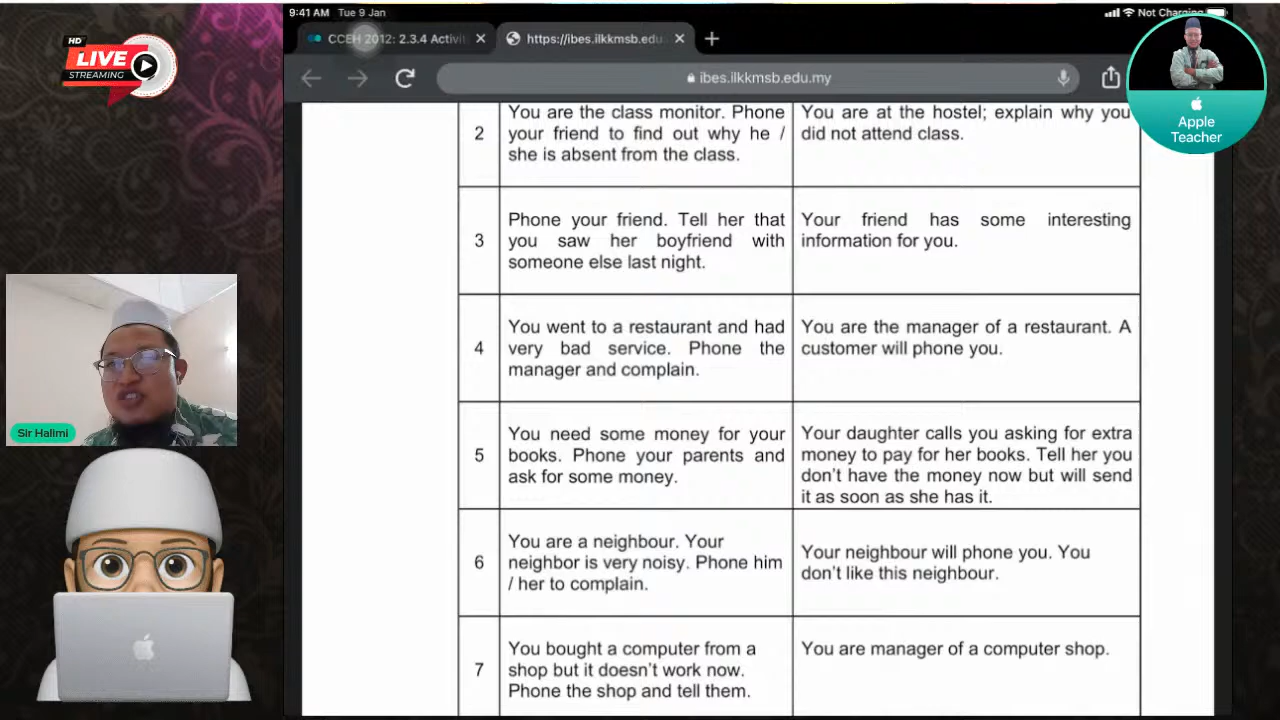 9:41 AM Tue 9 Jan
Not Charging
HD
LIVE
STREAMING
CCEH 2012: 2.3.4 Activi
https://ibes.ilkkmsb.edu
ibes.ilkkmsb.edu.my
Apple
Teacher
2
You are the class monitor. Phone
your friend to find out why he /
she is absent from the class.
You are at the hostel; explain why you
did not attend class.
3
Phone your friend. Tell her that
you saw her boyfriend with
someone else last night.
Your friend has some interesting
information for you.
4
You went to a restaurant and had
very bad service. Phone the
manager and complain.
You are the manager of a restaurant. A
customer will phone you.
5
You need some money for your
books. Phone your parents and
ask for some money.
Your daughter calls you asking for extra
money to pay for her books. Tell her you
don't have the money now but will send
it as soon as she has it.
6
You are a neighbour. Your
neighbor is very noisy. Phone him
/ her to complain.
Your neighbour will phone you. You
don't like this neighbour.
7
You bought a computer from a
shop but it doesn't work now.
Phone the shop and tell them.
You are manager of a computer shop.
Sir Halimi